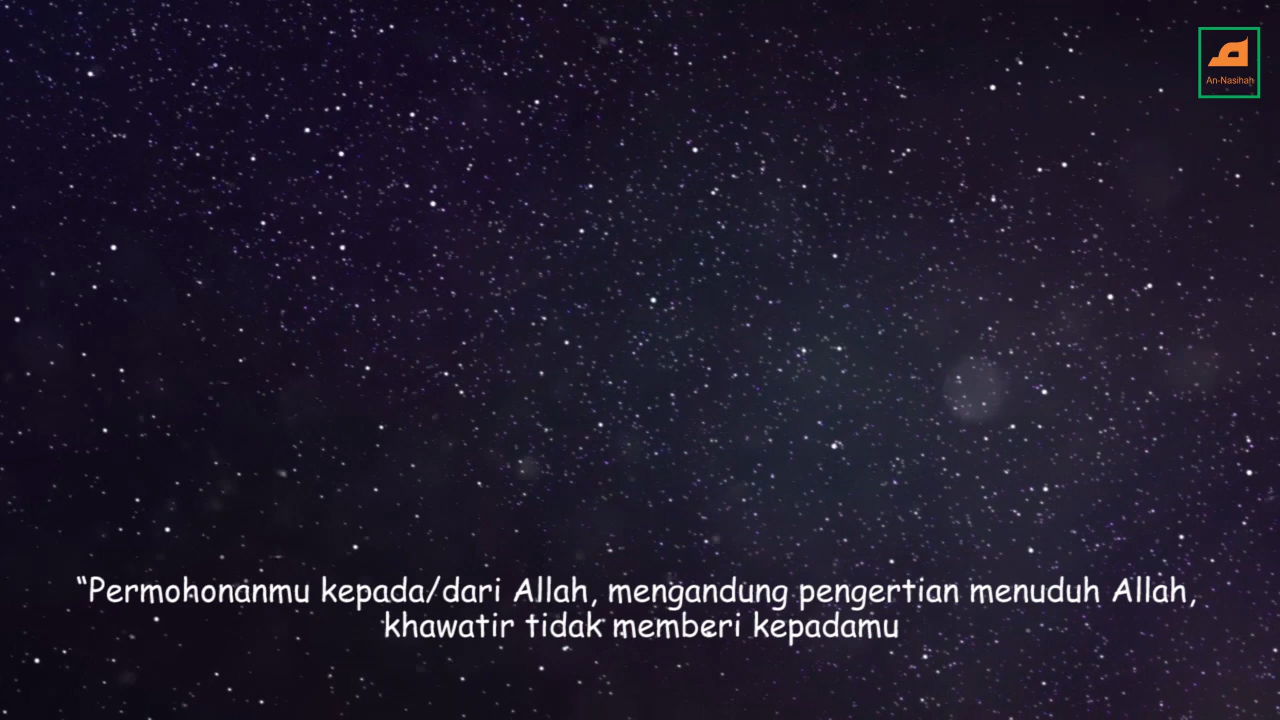 An-Nasihah
“Permohonanmu kepada/dari Allah, mengandung pengertian menuduh Allah,
khawatir tidak memberi kepadamu